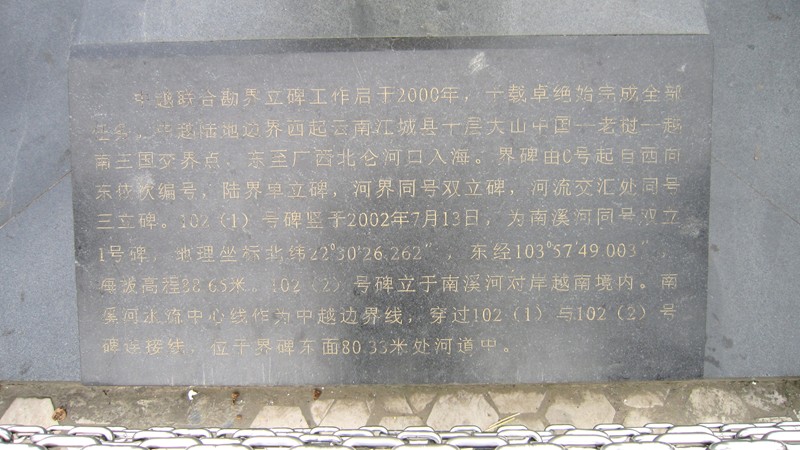 中越联合勘界立碑工作启于2000年，十载卓绝始完成全部
任务。中越陆地边界西起云南江城县十层大山中国—老挝—越
南三国交界点，东至广西北仑河口入海。界碑由0号起自西向
东依次编号，陆界单立碑，河界同号双立碑，河流交汇处同号
三立碑。102（1）号碑竖于2002年7月13日，为南溪河同号双立
1号碑，地理坐标北纬22°30′26.262″，东经103°57′49.003″，
海拔高程88.65米。102（2）号碑立于南溪河对岸越南境内。南
溪河水流中心线作为中越边界线，穿过102（1）与102（2）号
碑连接线，位于界碑东面80.33米处河道中。